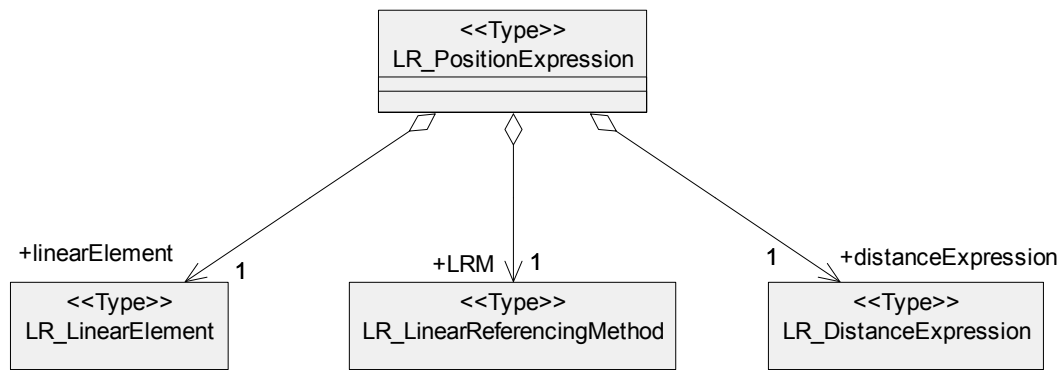 <<Type>>
LR_PositionExpression
+linearElement
1
+LRM
1
1
+distanceExpression
<<Type>>
LR_LinearElement
<<Type>>
LR_LinearReferencingMethod
<<Type>>
LR_DistanceExpression